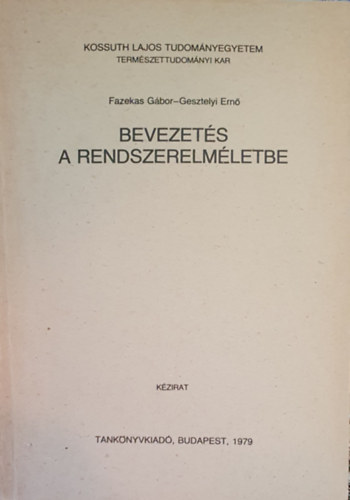 KOSSUTH LAJOS TUDOMÁNYEGYETEM
TERMÉSZETTUDOMÁNYI KAR
Fazekas Gábor–Gesztelyi Ernő
BEVEZETÉS
A RENDSZERELMÉLETBE
KÉZIRAT
TANKÖNYVKIADÓ, BUDAPEST, 1979